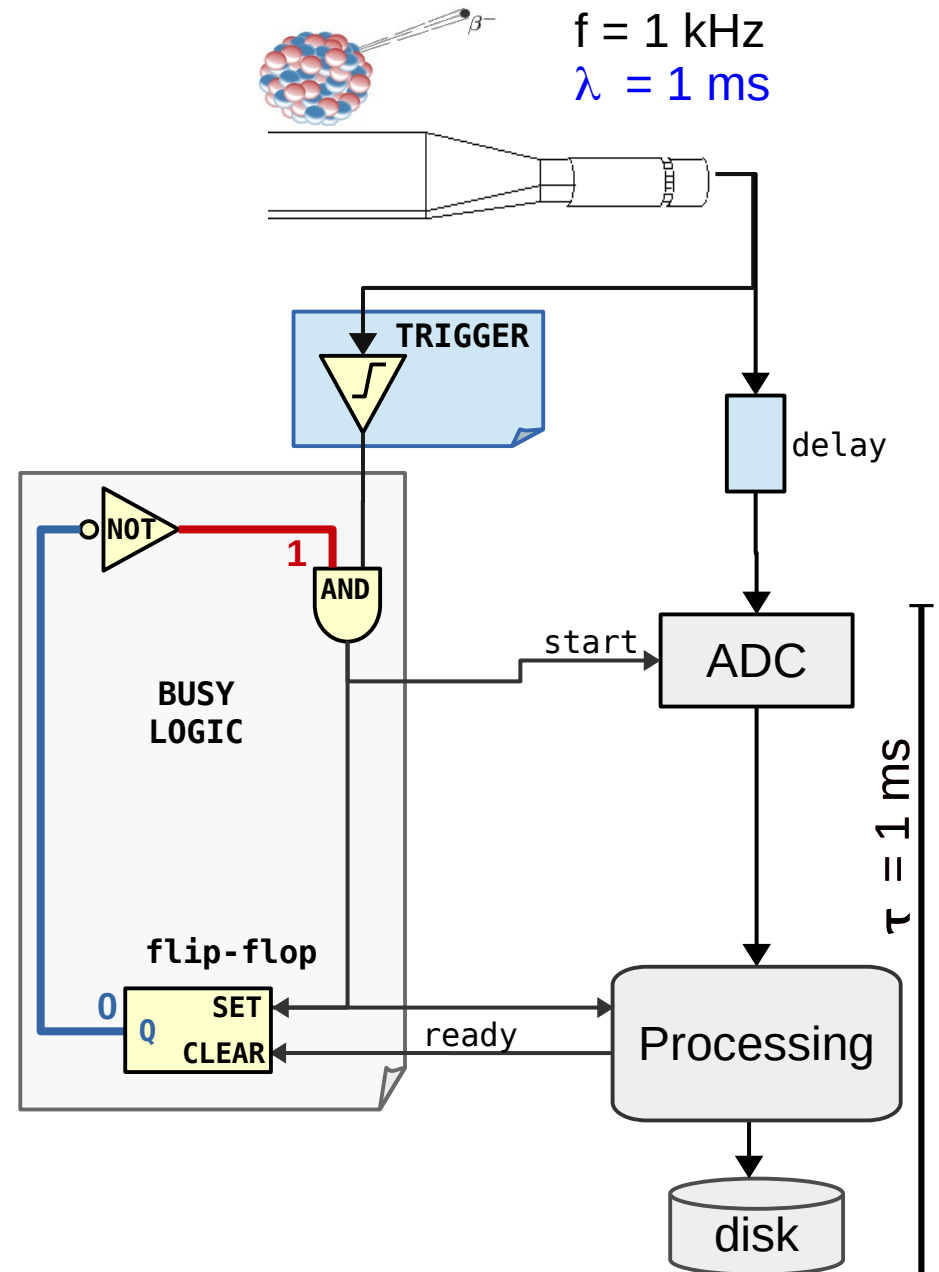 β⁻
f = 1 kHz
λ = 1 ms
TRIGGER
delay
NOT
1
AND
start
ADC
BUSY
LOGIC
τ = 1 ms
flip-flop
0
SET
Q
CLEAR
ready
Processing
disk